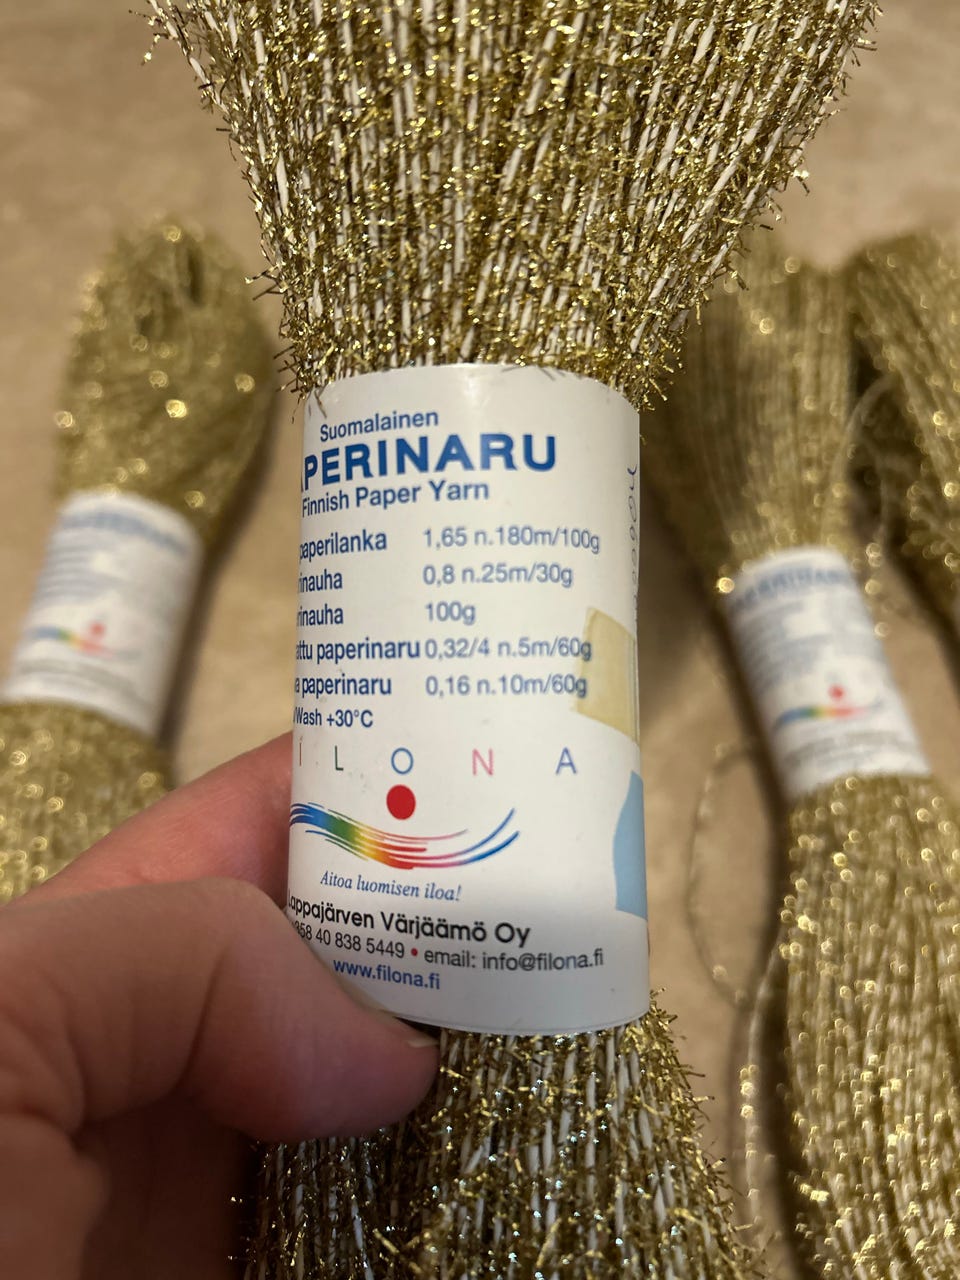 Suomalainen
PERINARU
Finnish Paper Yarn
paperilanka 1,65 n.180m/100g
rinauha 0,8 n.25m/30g
rinauha 100g
attu paperinaru 0,32/4 n.5m/60g
a paperinaru 0,16 n.10m/60g
/Wash +30°C
I L O N A
Aitoa luomisen iloa!
Lappajärven Värjäämö Oy
358 40 838 5449 • email: info@filona.fi
www.filona.fi